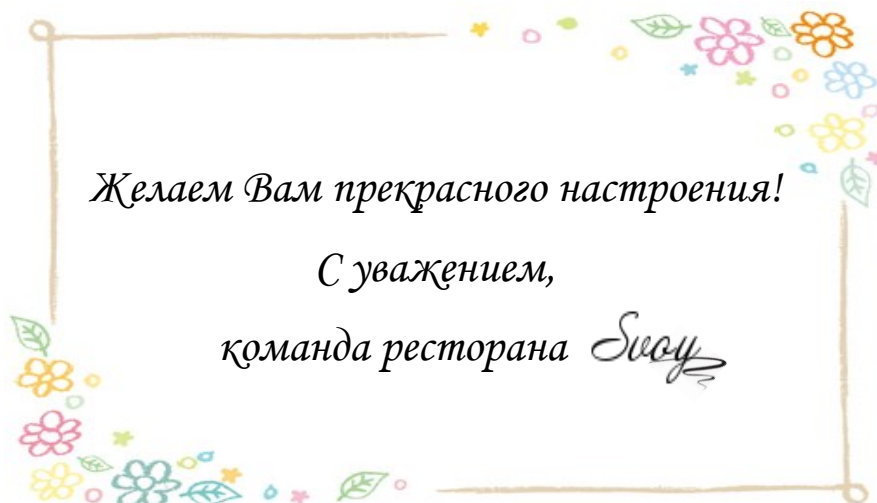 Желаем Вам прекрасного настроения!
С уважением,
команда ресторана Svoy